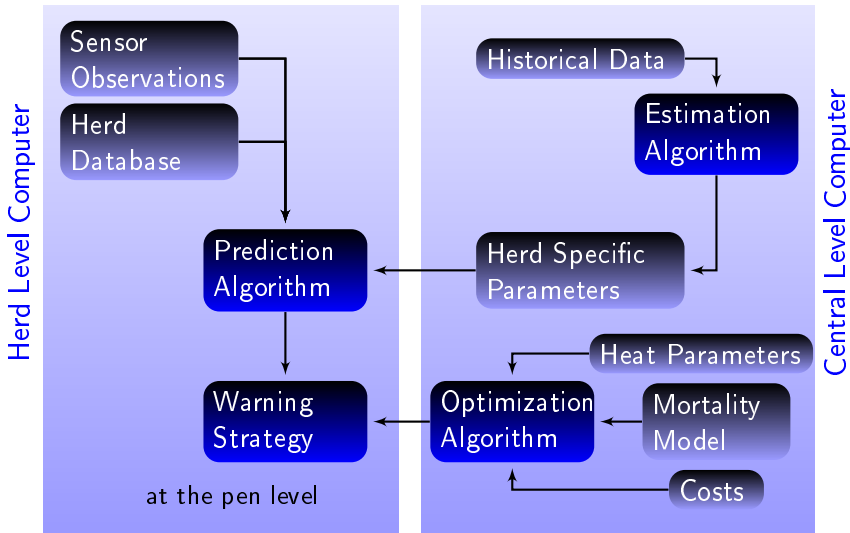 Herd Level Computer
Sensor
Observations
Herd
Database
Prediction
Algorithm
Warning
Strategy
at the pen level
Historical Data
Estimation
Algorithm
Herd Specific
Parameters
Heat Parameters
Optimization
Algorithm
Mortality
Model
Costs
Central Level Computer